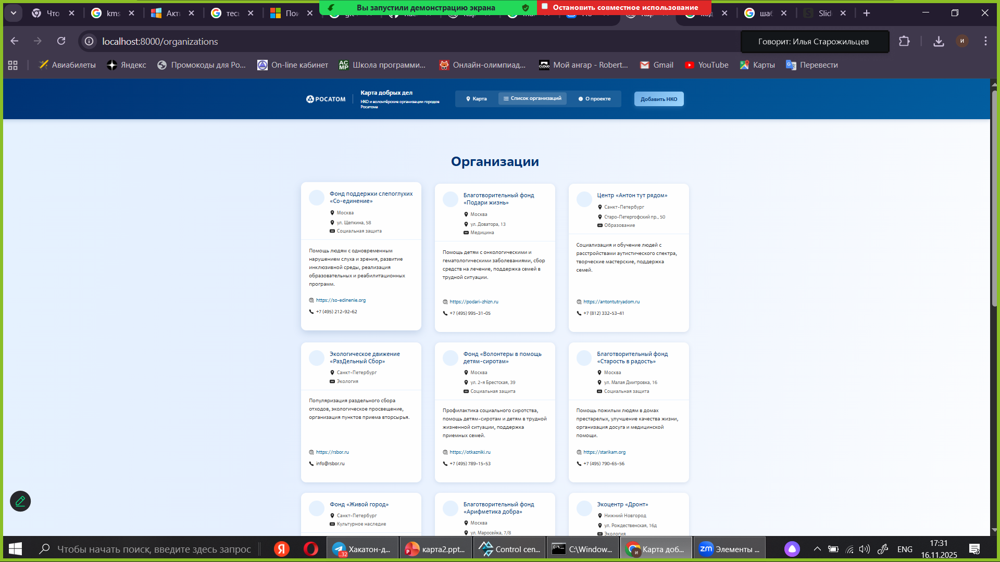 Вы запустили демонстрацию экрана
Остановить совместное использование
Что
kms
Акти
Пои
шаб
localhost:8000/organizations
Говорит: Илья Старожильцев
Авиабилеты
Яндекс
Промокоды для Ро...
On-line кабинет
Школа программи...
Онлайн-олимпиад...
Мой ангар - Robert...
Gmail
YouTube
Карты
Перевести
РОСАТОМ
Карта добрых дел
НКО и волонтёрские организации городов
Росатома
Карта
Список организаций
О проекте
Добавить НКО
Организации
Фонд поддержки слепоглухих
«Со-единение»
Москва
ул. Щепкина, 58
Социальная защита
Помощь людям с одновременным
нарушением слуха и зрения, развитие
инклюзивной среды, реализация
образовательных и реабилитационных
программ.
https://so-edinenie.org
+7 (495) 212-92-62
Благотворительный фонд
«Подари жизнь»
Москва
ул. Доватора, 13
Медицина
Помощь детям с онкологическими и
гематологическими заболеваниями, сбор
средств на лечение, поддержка семей в
трудной ситуации.
https://podari-zhizn.ru
+7 (495) 995-31-05
Центр «Антон тут рядом»
Санкт-Петербург
Старо-Петергофский пр., 50
Образование
Социализация и обучение людей с
расстройствами аутистического спектра,
творческие мастерские, поддержка
семей.
https://antontutryadom.ru
+7 (812) 332-53-41
Экологическое движение
«РазДельный Сбор»
Санкт-Петербург
Экология
Популяризация раздельного сбора
отходов, экологическое просвещение,
организация пунктов приема вторсырья.
https://rsbor.ru
info@rsbor.ru
Фонд «Волонтеры в помощь
детям-сиротам»
Москва
ул. 2-я Брестская, 39
Социальная защита
Профилактика социального сиротства,
помощь детям-сиротам и детям в трудной
жизненной ситуации, поддержка
приемных семей.
https://otkazniki.ru
+7 (495) 789-15-53
Благотворительный фонд
«Старость в радость»
Москва
ул. Малая Дмитровка, 16
Социальная защита
Помощь пожилым людям в домах
престарелых, улучшение качества жизни,
организация досуга и медицинской
помощи.
https://starikam.org
+7 (495) 790-65-56
Фонд «Живой город»
Санкт-Петербург
Культурное наследие
Благотворительный фонд
«Арифметика добра»
Москва
ул. Маросейка, 7/8
Экоцентр «Дронт»
Нижний Новгород
ул. Рождественская, 16д
Экология
Чтобы начать поиск, введите здесь запрос
Хакатон-д...
..32
карта2.ppt...
Control cen...
C:\Window...
Карта доб...
zm
Элементы ...
ENG
17:31
16.11.2025